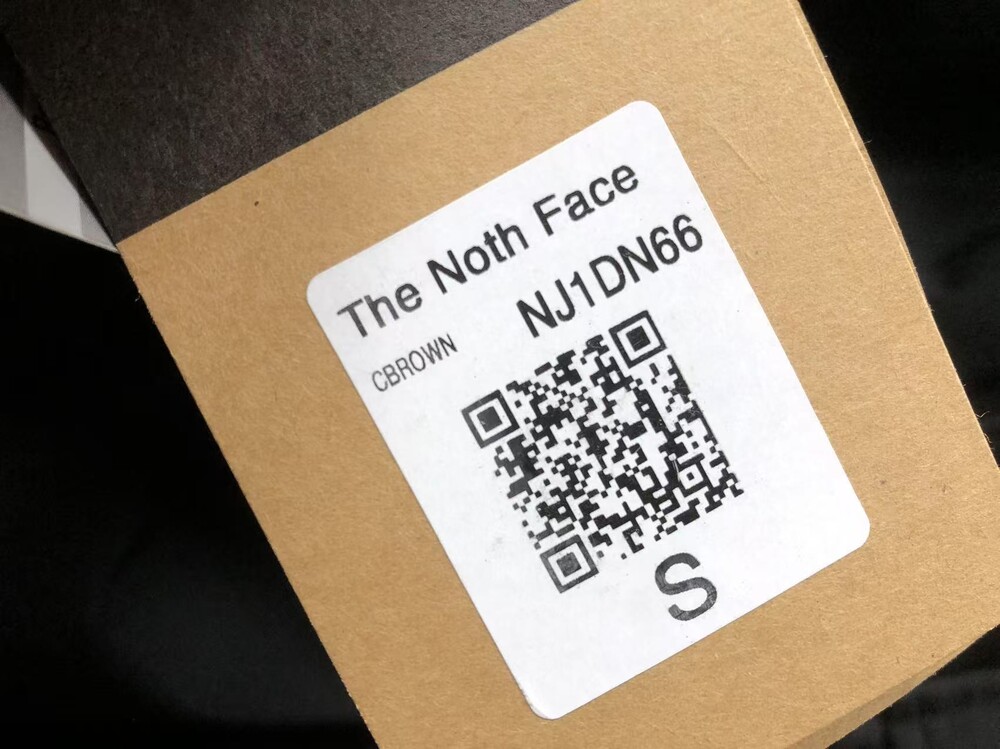 The Noth Face
NJ1DN66
CBROWN
S